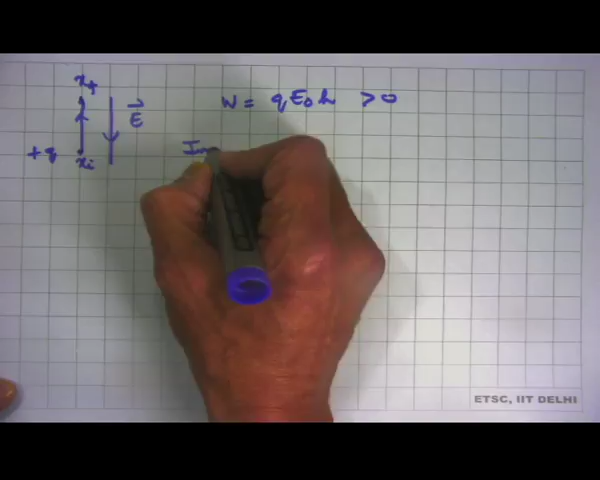 x_f
E⃗
W = qE₀h > 0
+q
x_i
ETSC, IIT DELHI